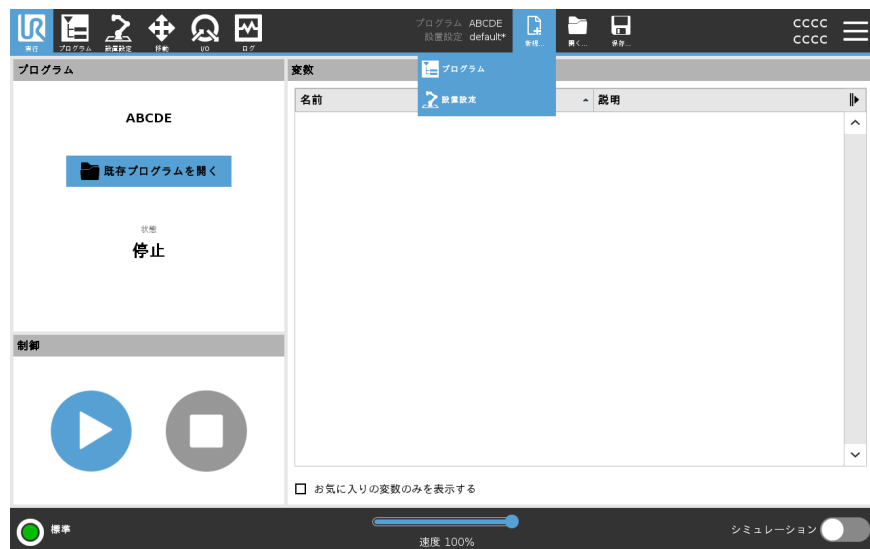 プログラム ABCDE
設置設定 default*
CCCC
CCCC
実行 プログラム 設置設定 移動 I/O ログ 新規... 開く... 保存...
プログラム
設置設定
プログラム
ABCDE
既存プログラムを開く
状態
停止
制御
変数
名前 説明
お気に入りの変数のみを表示する
標準
速度 100%
シミュレーション